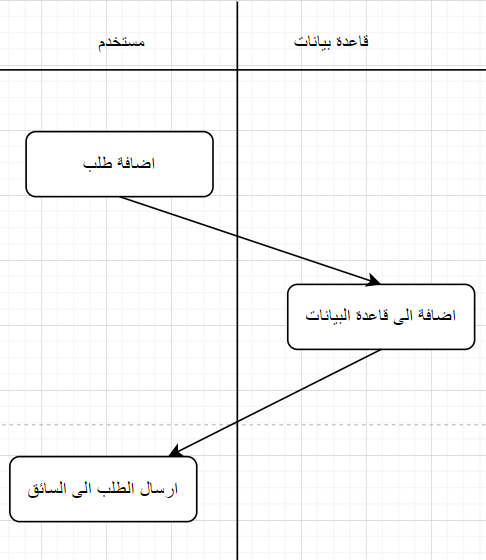 مستخدم
قاعدة بيانات
اضافة طلب
اضافة الى قاعدة البيانات
ارسال الطلب الى السائق